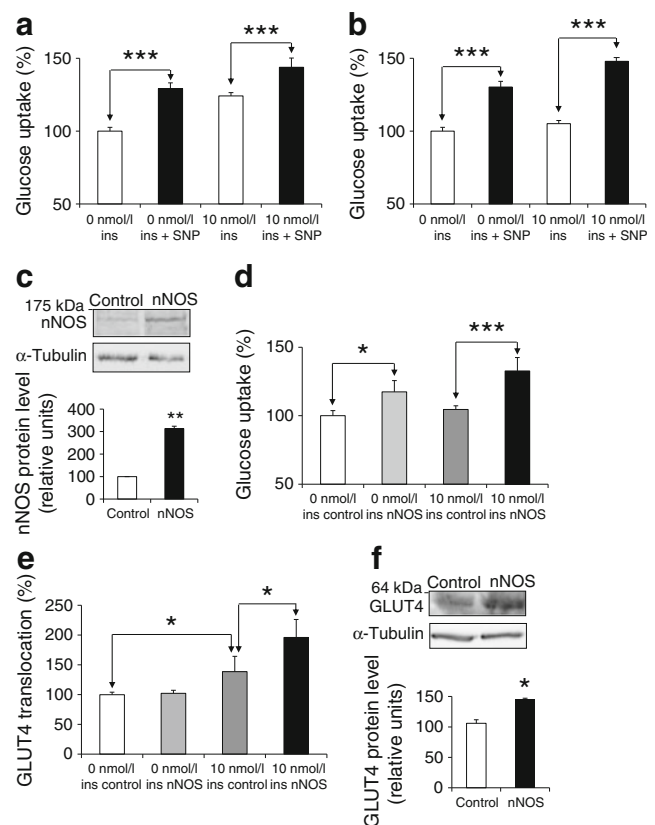 a
Glucose uptake (%)
150
100
50
***
***
0 nmol/l ins
0 nmol/l ins + SNP
10 nmol/l ins
10 nmol/l ins + SNP
b
Glucose uptake (%)
150
100
50
***
***
0 nmol/l ins
0 nmol/l ins + SNP
10 nmol/l ins
10 nmol/l ins + SNP
c
Control nNOS
175 kDa
nNOS
α-Tubulin
nNOS protein level
(relative units)
400
300
200
100
0
**
Control nNOS
d
Glucose uptake (%)
150
100
50
*
***
0 nmol/l ins control
0 nmol/l ins nNOS
10 nmol/l ins control
10 nmol/l ins nNOS
e
GLUT4 translocation (%)
250
200
150
100
50
0
*
*
0 nmol/l ins control
0 nmol/l ins nNOS
10 nmol/l ins control
10 nmol/l ins nNOS
f
Control nNOS
64 kDa
GLUT4
α-Tubulin
GLUT4 protein level
(relative units)
150
100
50
0
*
Control nNOS